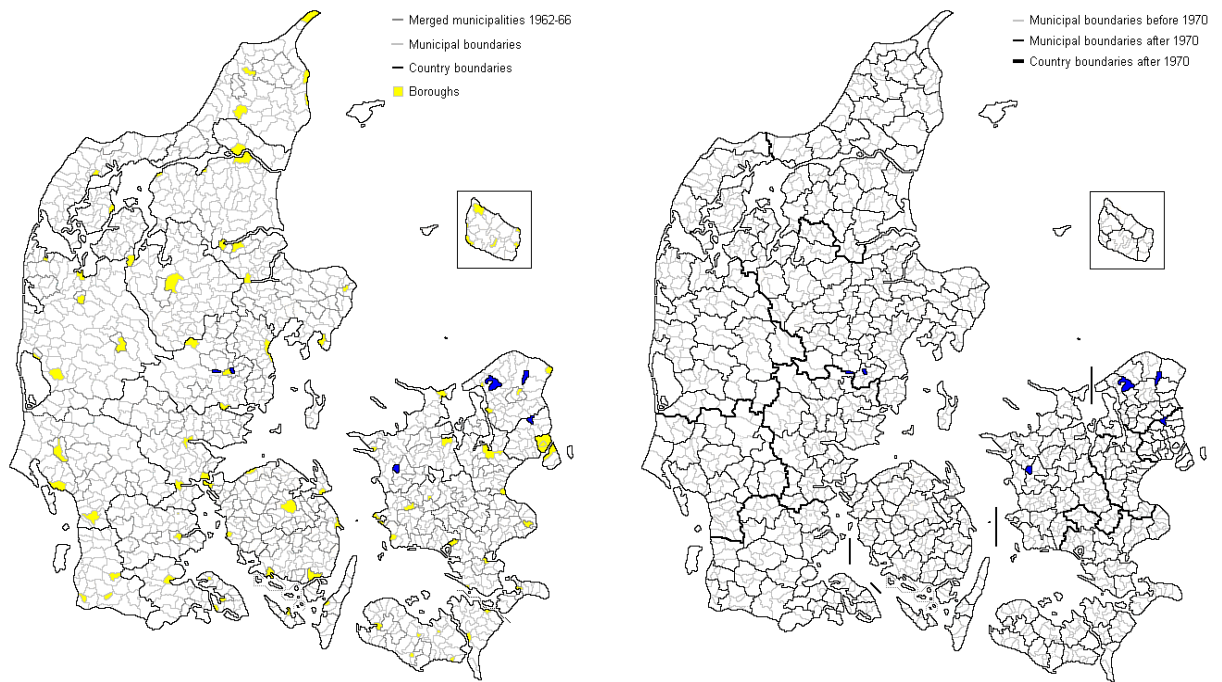 Merged municipalities 1962-66
Municipal boundaries
Country boundaries
Boroughs
Municipal boundaries before 1970
Municipal boundaries after 1970
Country boundaries after 1970